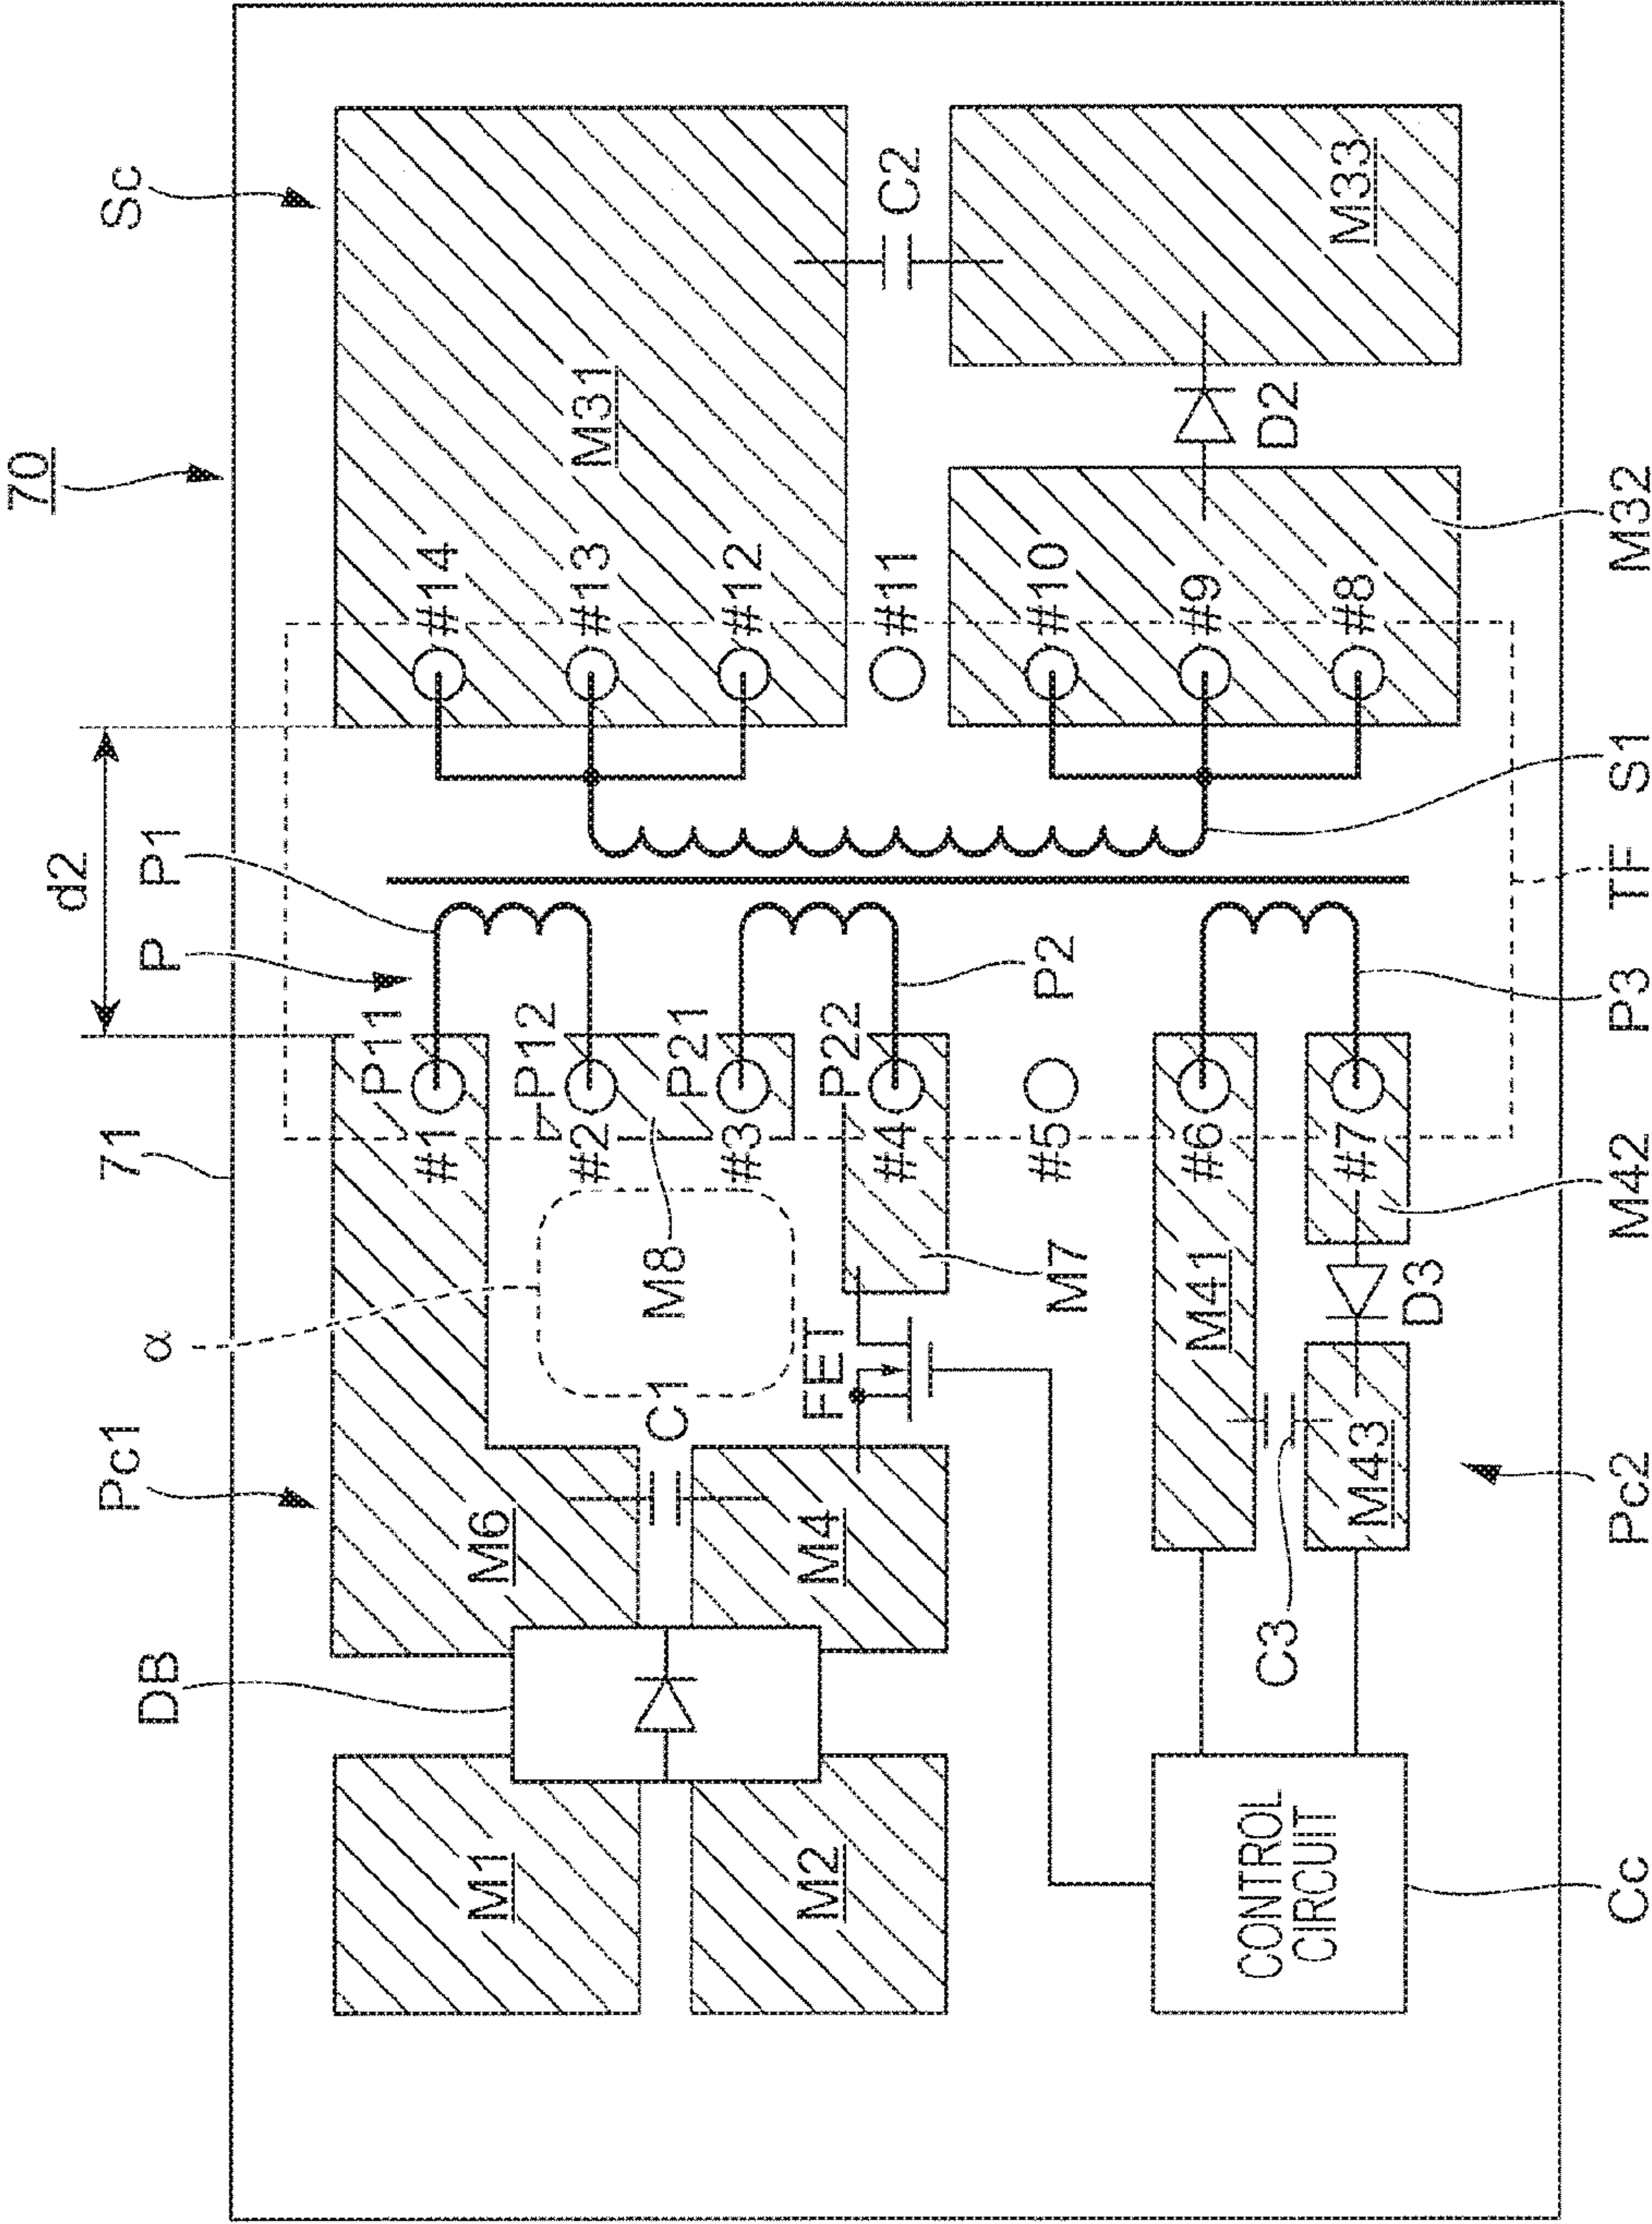 70
71
d2
Sc
Pc1
DB
α
P
P1
P11
#1
P12
#2
P21
#3
P22
#4
#5
#6
#7
#14
#13
#12
#11
#10
#9
#8
M31
C2
M33
D2
M32
S1
TF
P3
P2
M8
M7
FET
C1
M6
M4
M1
M2
M41
M42
D3
M43
C3
Pc2
CONTROL
CIRCUIT
Cc